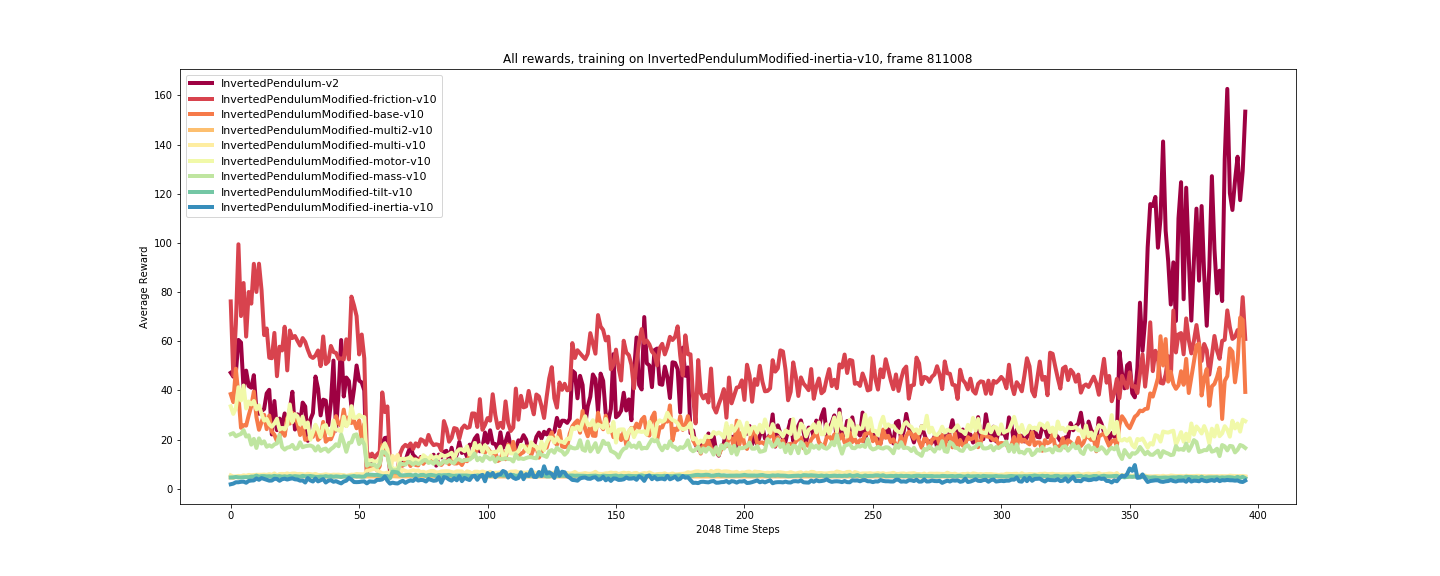 All rewards, training on InvertedPendulumModified-inertia-v10, frame 811008
InvertedPendulum-v2
InvertedPendulumModified-friction-v10
InvertedPendulumModified-base-v10
InvertedPendulumModified-multi2-v10
InvertedPendulumModified-multi-v10
InvertedPendulumModified-motor-v10
InvertedPendulumModified-mass-v10
InvertedPendulumModified-tilt-v10
InvertedPendulumModified-inertia-v10
Average Reward
160
140
120
100
80
60
40
20
0
0 50 100 150 200 250 300 350 400
2048 Time Steps